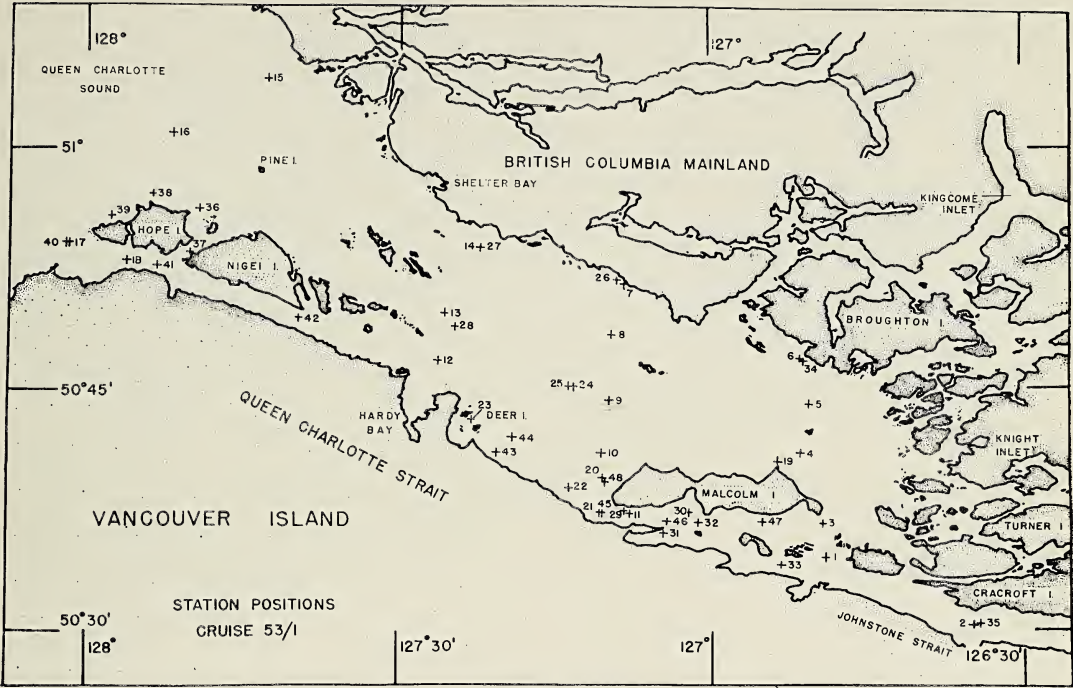 128°
127°
QUEEN CHARLOTTE
SOUND
+15
+16
51°
PINE I.
BRITISH COLUMBIA MAINLAND
SHELTER BAY
KINGCOME
INLET
+38
+39
+36
HOPE I.
40 # 17
+37
+18
+41
NIGEI I.
14 + 27
26 +
+ 7
+42
+13
+28
+8
BROUGHTON I.
+12
6 +
34
50°45'
25 ++ 24
+9
+5
HARDY
BAY
23
DEER I.
QUEEN CHARLOTTE STRAIT
+44
+43
+10
+19
+4
KNIGHT
INLET
20
+48
+22
MALCOLM I
45
21 +
29 ++ 11
30 +
+46
+32
+47
+3
+31
TURNER I
VANCOUVER ISLAND
+33
+1
CRACROFT I.
STATION POSITIONS
CRUISE 53/1
50°30'
JOHNSTONE STRAIT
2 ++ 35
128°
127°30'
127°
126°30'